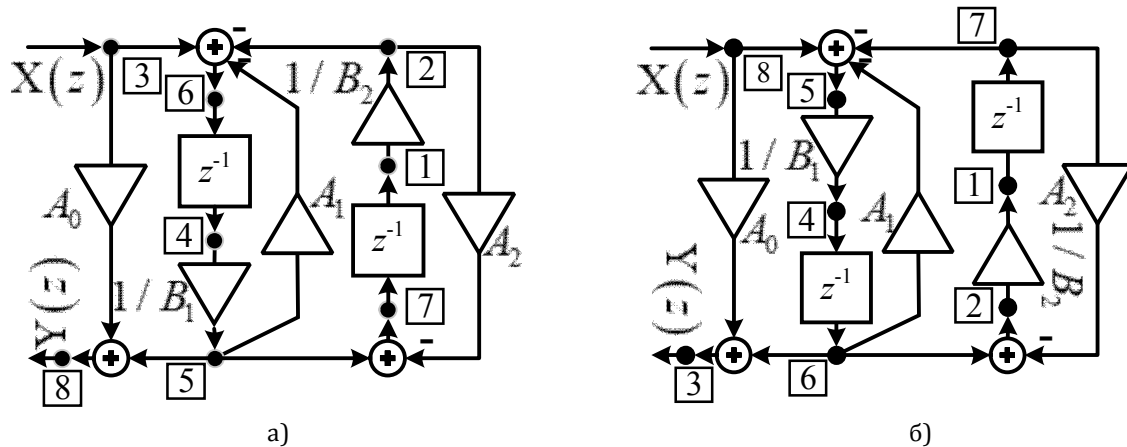 3
6
1 / B₂
2
X(z)
z⁻¹
1
A₀
A₁
4
z⁻¹
A₂
Y(z)
1 / B₁
7
8
5
а)
7
8
5
X(z)
z⁻¹
1 / B₁
1
A₀
4
A₁
A₂
1 / B₂
Y(z)
z⁻¹
2
3
6
б)